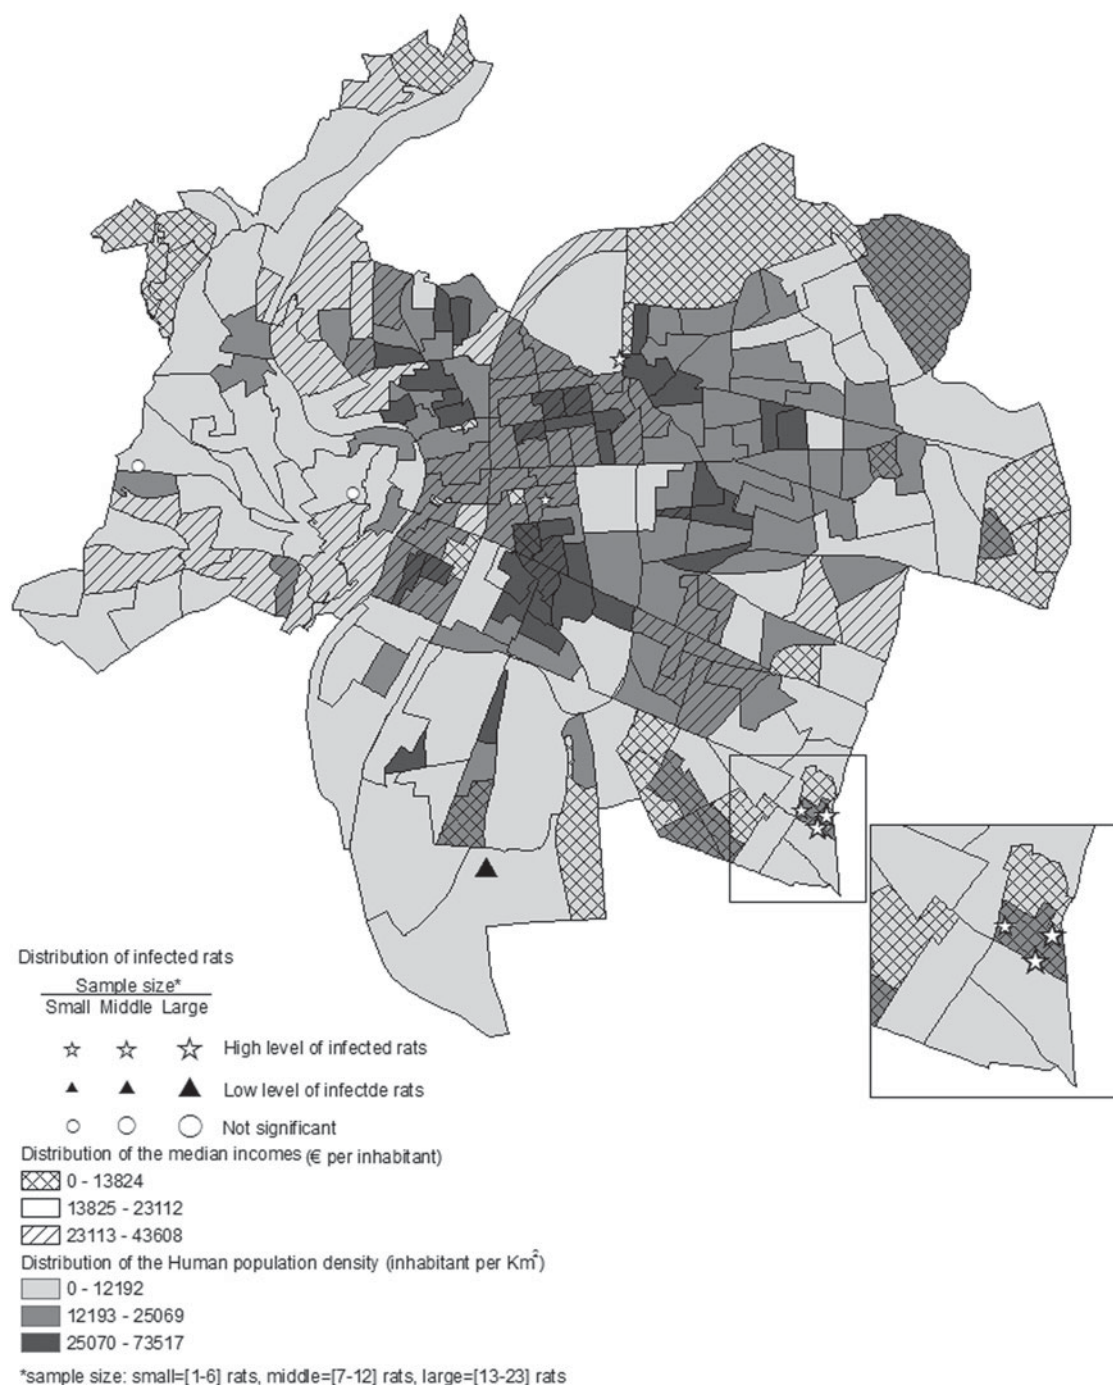 Distribution of infected rats
Sample size*
Small Middle Large
High level of infected rats
Low level of infectde rats
Not significant
Distribution of the median incomes (€ per inhabitant)
0 - 13824
13825 - 23112
23113 - 43608
Distribution of the Human population density (inhabitant per Km²)
0 - 12192
12193 - 25069
25070 - 73517
*sample size: small=[1-6] rats, middle=[7-12] rats, large=[13-23] rats